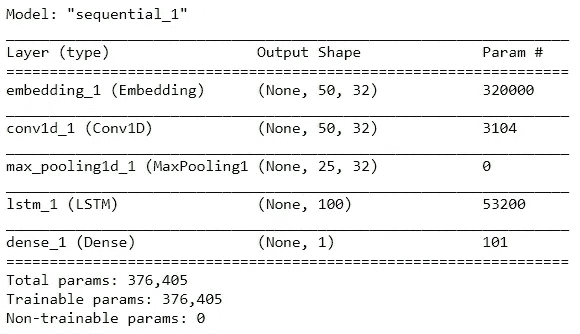 Model: "sequential_1"
Layer (type) Output Shape Param #
embedding_1 (Embedding) (None, 50, 32) 320000
conv1d_1 (Conv1D) (None, 50, 32) 3104
max_pooling1d_1 (MaxPooling1 (None, 25, 32) 0
lstm_1 (LSTM) (None, 100) 53200
dense_1 (Dense) (None, 1) 101
Total params: 376,405
Trainable params: 376,405
Non-trainable params: 0